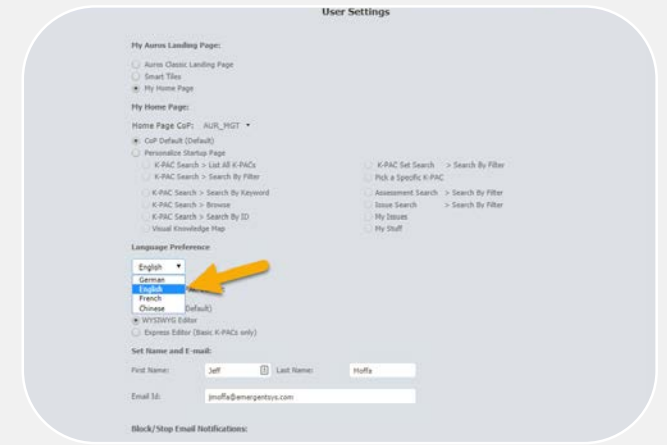 User Settings
My Auros Landing Page:
Auros Classic Landing Page
Smart Tiles
My Home Page
My Home Page:
Home Page CoP: AUR_MGT
CoP Default (Default)
Personalize Startup Page
K-PAC Search > List All K-PACs
K-PAC Set Search > Search By Filter
K-PAC Search > Search By Filter
Pick a Specific K-PAC
K-PAC Search > Search By Keyword
Assessment Search > Search By Filter
K-PAC Search > Browse
Issue Search > Search By Filter
K-PAC Search > Search By ID
My Issues
Visual Knowledge Map
My Stuff
Language Preference
English
German
English
French
Chinese
Default)
WYSIWYG Editor
Express Editor (Basic K-PACs only)
Set Name and E-mail:
First Name: Jeff Last Name: Moffa
Email Id: jmoffa@emergentsys.com
Block/Stop Email Notifications: